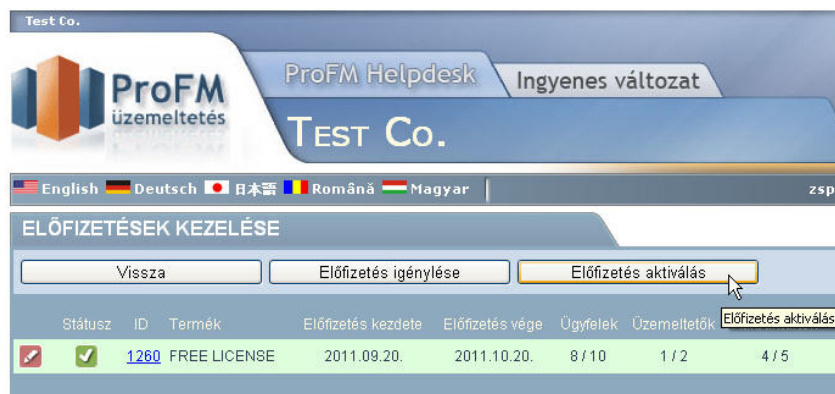 Test Co.
ProFM
üzemeltetés
ProFM Helpdesk
Ingyenes változat
TEST CO.
English Deutsch 日本語 Română Magyar
zsp
ELŐFIZETÉSEK KEZELÉSE
Vissza Előfizetés igénylése Előfizetés aktiválás
Státusz ID Termék Előfizetés kezdete Előfizetés vége Ügyfelek Üzemeltetők
Előfizetés aktiválás
1260 FREE LICENSE 2011.09.20. 2011.10.20. 8 / 10 1 / 2 4 / 5